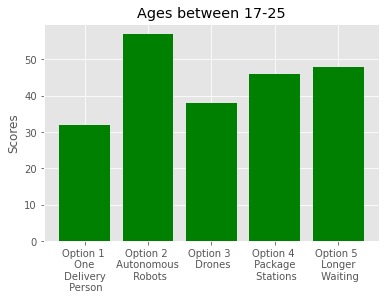 Ages between 17-25
Scores
50
40
30
20
10
0
Option 1
One
Delivery
Person
Option 2
Autonomous
Robots
Option 3
Drones
Option 4
Package
Stations
Option 5
Longer
Waiting